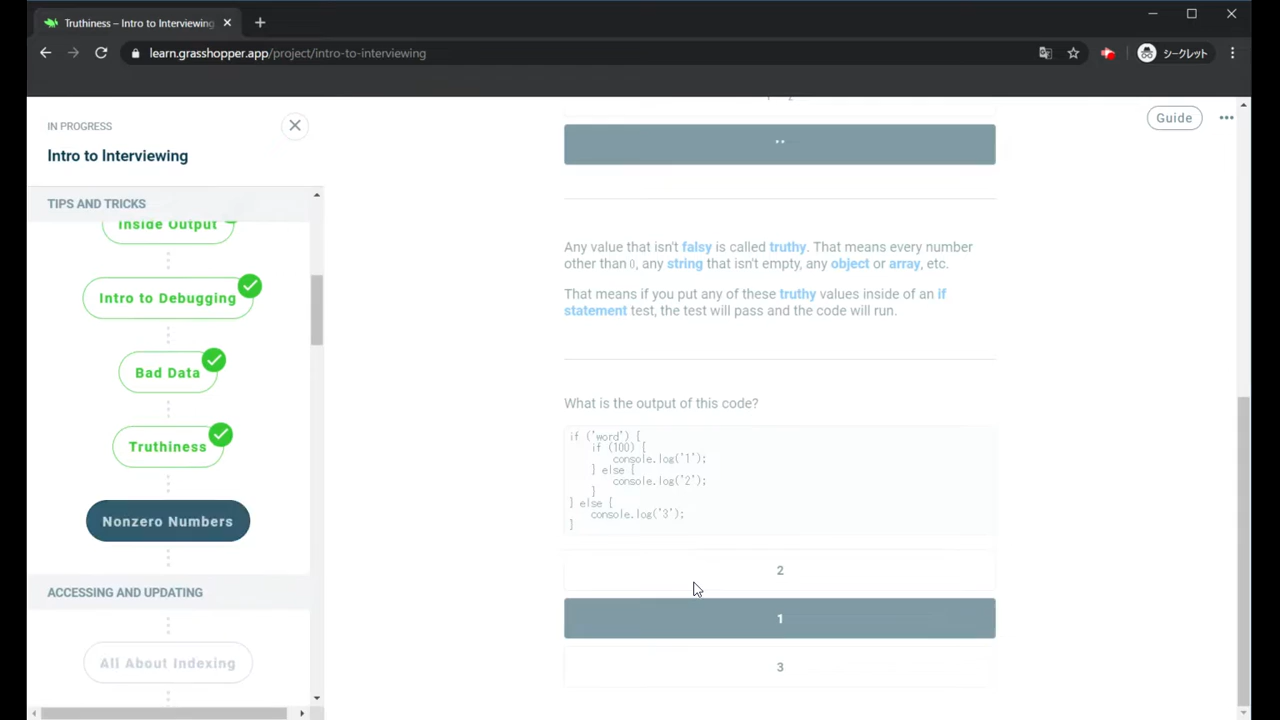 Truthiness – Intro to Interviewing
learn.grasshopper.app/project/intro-to-interviewing
シークレット
IN PROGRESS
Intro to Interviewing
TIPS AND TRICKS
Inside Output
Intro to Debugging
Bad Data
Truthiness
Nonzero Numbers
ACCESSING AND UPDATING
All About Indexing
Guide
''
Any value that isn't falsy is called truthy. That means every number
other than 0, any string that isn't empty, any object or array, etc.
That means if you put any of these truthy values inside of an if
statement test, the test will pass and the code will run.
What is the output of this code?
if ('word') {
if (100) {
console.log('1');
} else {
console.log('2');
}
} else {
console.log('3');
}
2
1
3